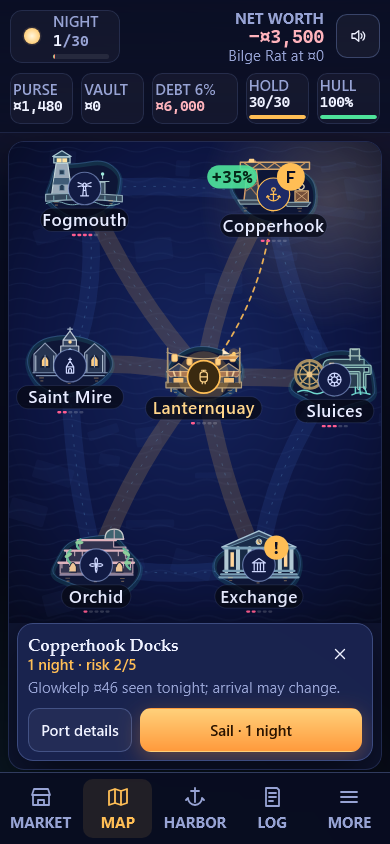 NIGHT
1/30
NET WORTH
−¤3,500
Bilge Rat at ¤0
PURSE
¤1,480
VAULT
¤0
DEBT 6%
¤6,000
HOLD
30/30
HULL
100%
+35%
F
Fogmouth
Copperhook
Saint Mire
Lanternquay
Sluices
!
Orchid
Exchange
Copperhook Docks
1 night · risk 2/5
Glowkelp ¤46 seen tonight; arrival may change.
Port details
Sail · 1 night
MARKET
MAP
HARBOR
LOG
MORE